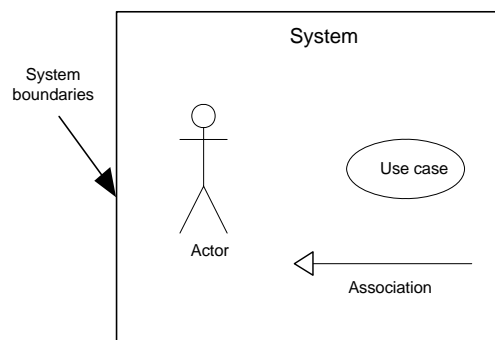 System
System
boundaries
Use case
Actor
Association